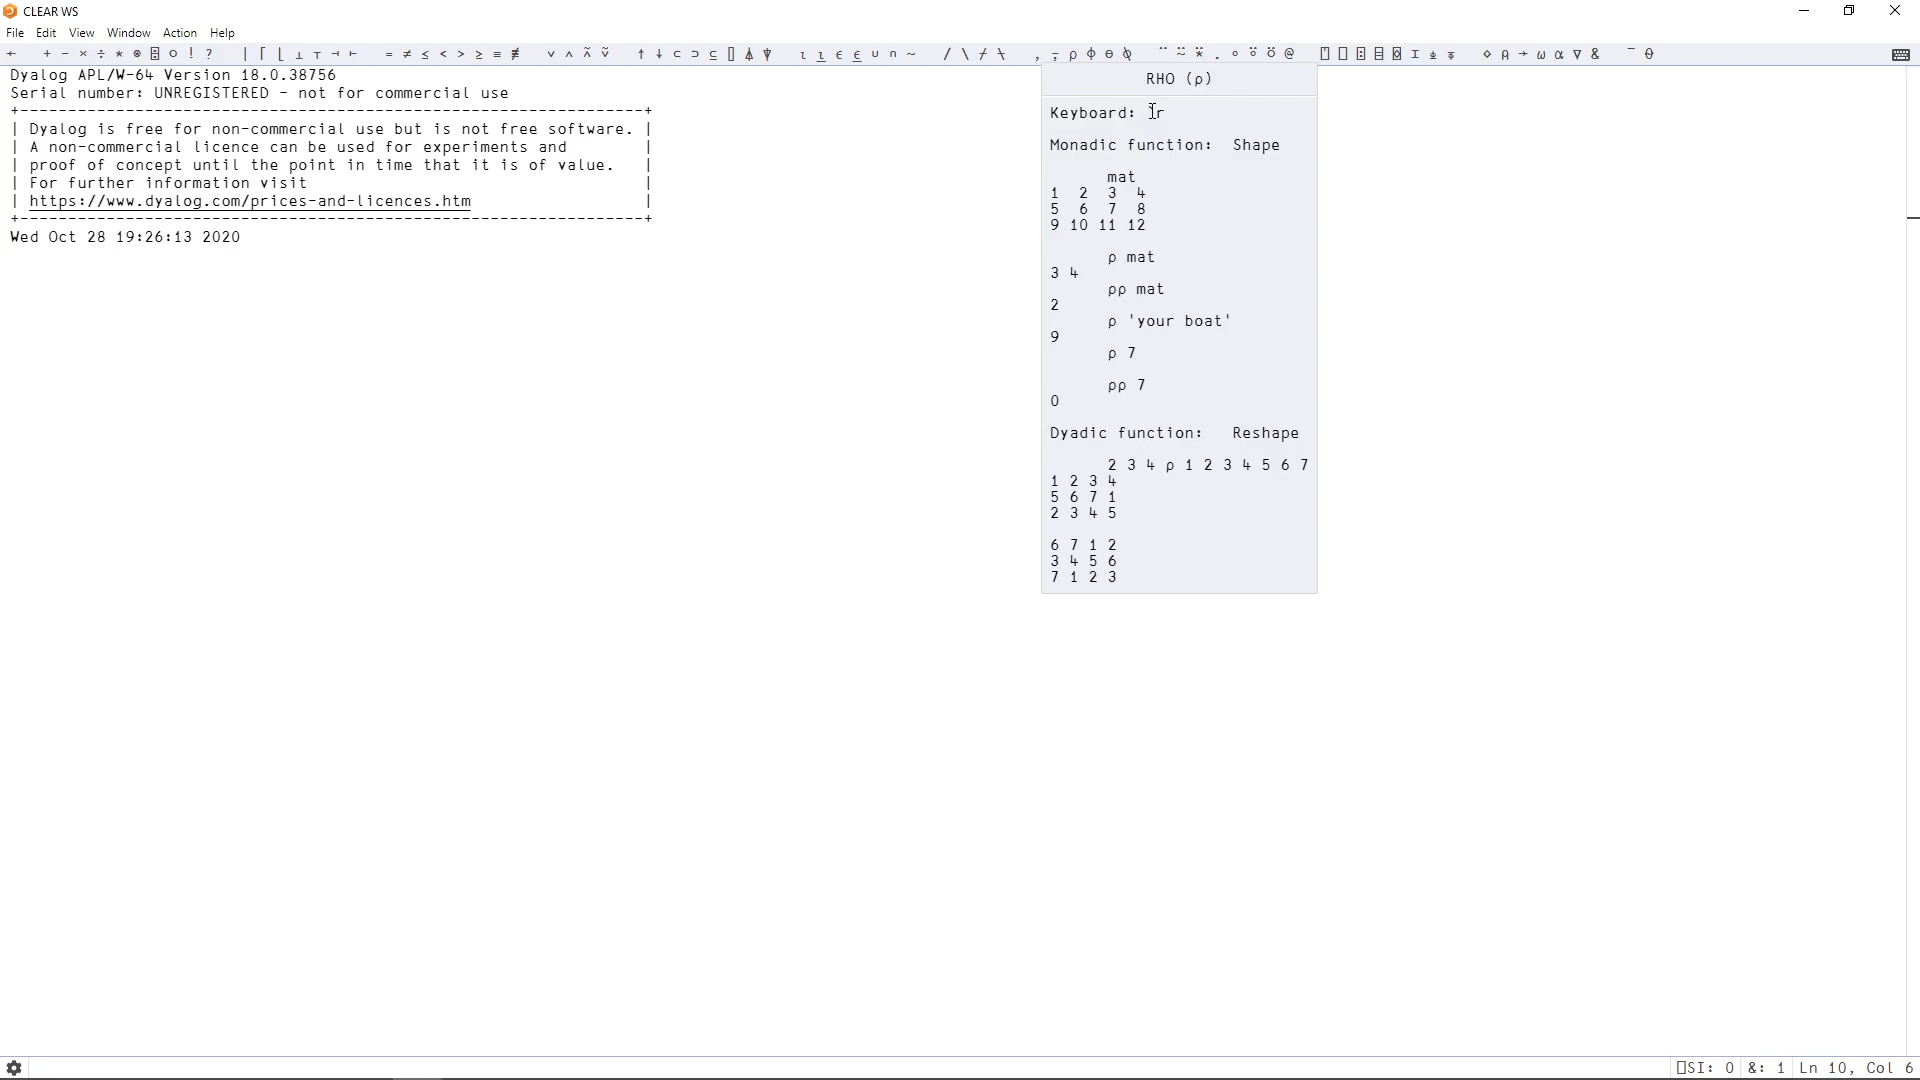 CLEAR WS
File Edit View Window Action Help
← + - × ÷ * ⍟ ⌹ ○ ! ? | ⌈ ⌊ ⊥ ⊤ ⊣ ⊢ = ≠ ≤ < > ≥ ≡ ≢ ∨ ∧ ⍲ ⍱ ↑ ↓ ⊂ ⊃ ⊆ ⌷ ⍋ ⍒ ⍳ ⍸ ∊ ⍷ ∪ ∩ ~ / \ ⌿ ⍀ , ⍪ ⍴ ⌽ ⊖ ⍉ ¨ ⍨ ⍣ . ∘ ⍤ ⍥ @ ⍞ ⎕ ⍠ ⌸ ⌺ ⌶ ⍎ ⍕ ⋄ ⍝ → ⍵ ⍺ ∇ & ¯ ⍬
Dyalog APL/W-64 Version 18.0.38756
Serial number: UNREGISTERED - not for commercial use
+-----------------------------------------------------------------+
| Dyalog is free for non-commercial use but is not free software. |
| A non-commercial licence can be used for experiments and |
| proof of concept until the point in time that it is of value. |
| For further information visit |
| https://www.dyalog.com/prices-and-licences.htm |
+-----------------------------------------------------------------+
Wed Oct 28 19:26:13 2020
RHO (⍴)
Keyboard: `r
Monadic function: Shape
mat
1 2 3 4
5 6 7 8
9 10 11 12
⍴ mat
3 4
⍴⍴ mat
2
⍴ 'your boat'
9
⍴ 7
⍴⍴ 7
0
Dyadic function: Reshape
2 3 4 ⍴ 1 2 3 4 5 6 7
1 2 3 4
5 6 7 1
2 3 4 5
6 7 1 2
3 4 5 6
7 1 2 3
⎕SI: 0 &: 1 Ln 10, Col 6